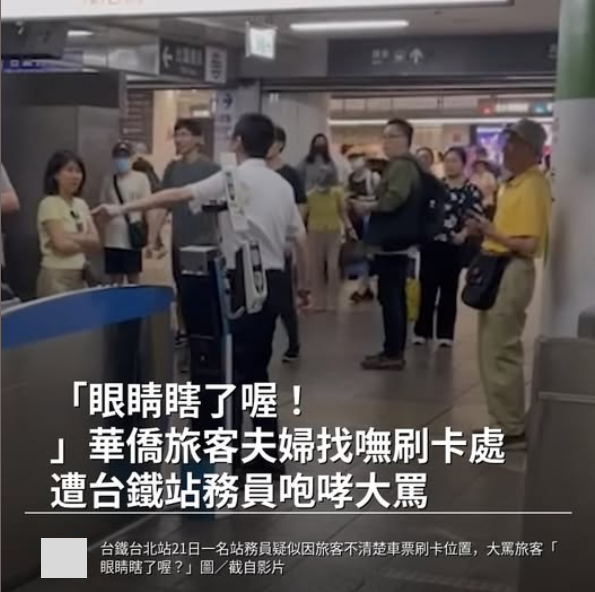 「眼睛瞎了喔！
」華僑旅客夫婦找嘸刷卡處
遭台鐵站務員咆哮大罵
台鐵台北站21日一名站務員疑似因旅客不清楚車票刷卡位置，大罵旅客「
眼睛瞎了喔？」圖／截自影片